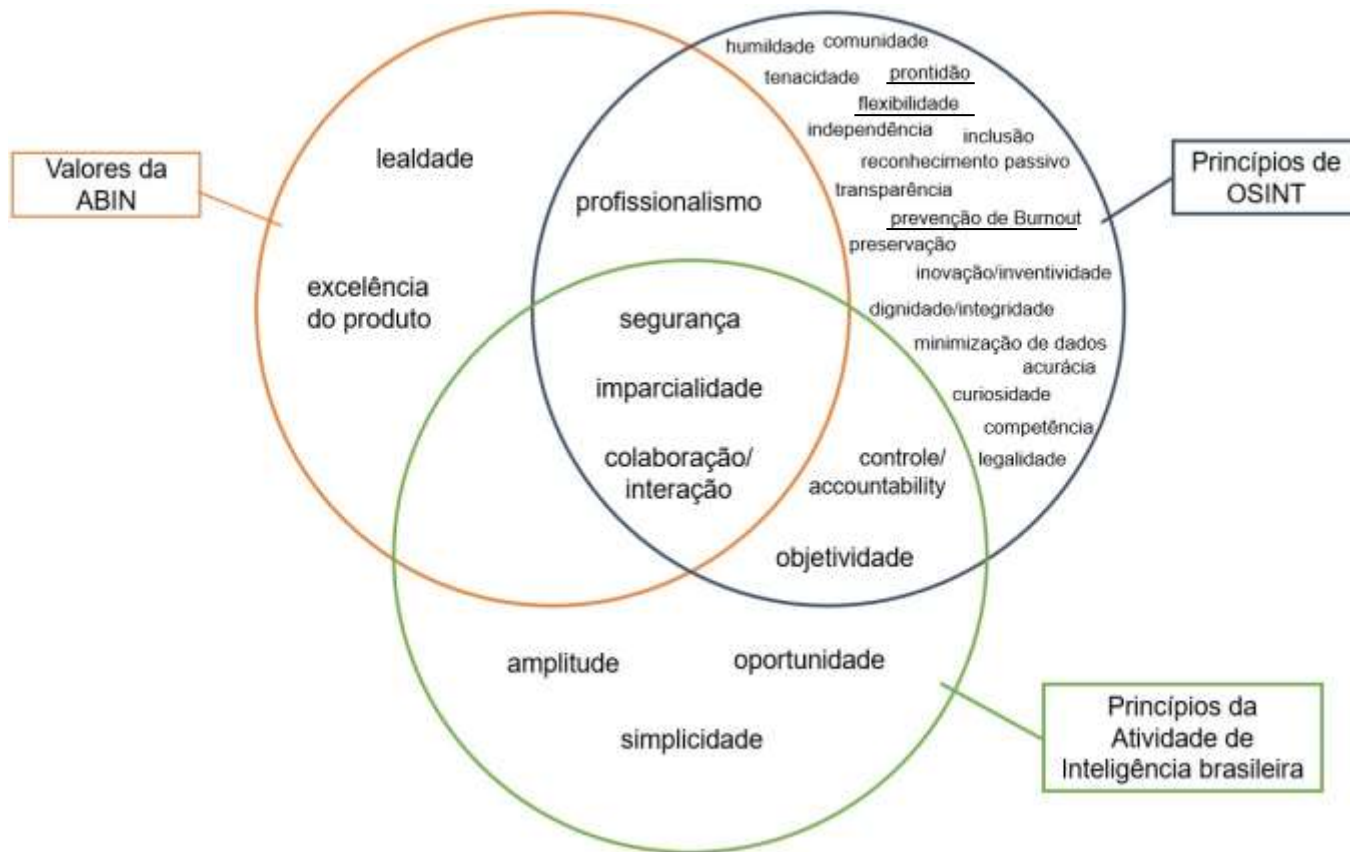 humildade
comunidade
tenacidade
prontidão
flexibilidade
independência
inclusão
reconhecimento passivo
transparência
prevenção de Burnout
preservação
inovação/inventividade
dignidade/integridade
minimização de dados
acurácia
curiosidade
competência
legalidade
Valores da
ABIN
lealdade
excelência
do produto
profissionalismo
Princípios de
OSINT
segurança
imparcialidade
colaboração/
interação
controle/
accountability
objetividade
amplitude
oportunidade
simplicidade
Princípios da
Atividade de
Inteligência brasileira